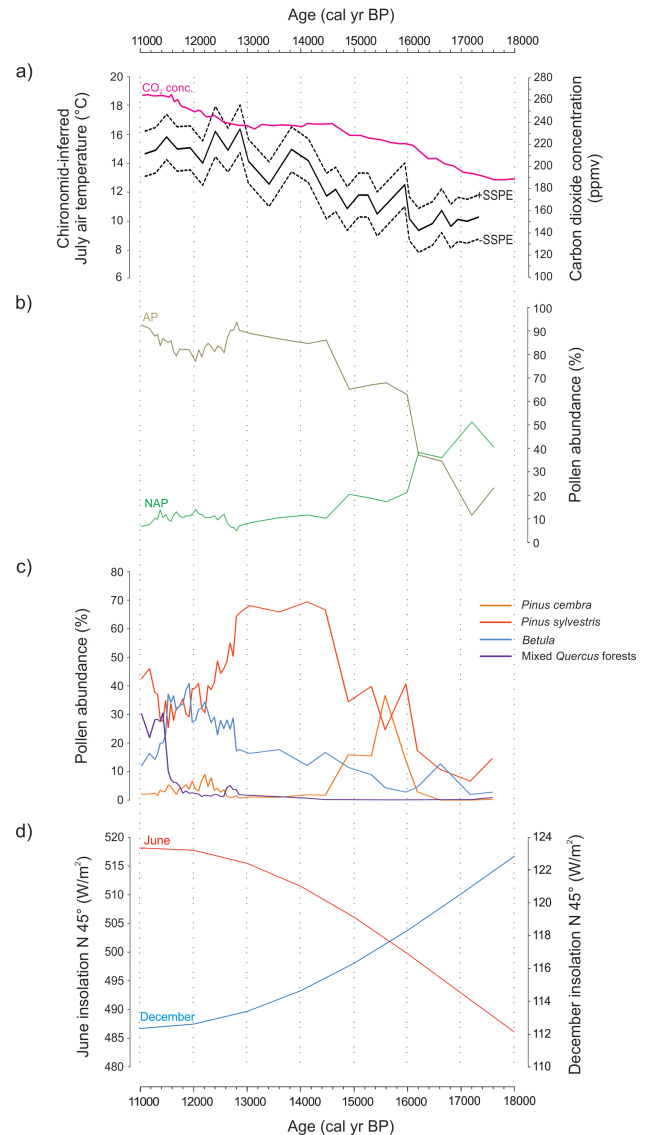 Age (cal yr BP)
11000 12000 13000 14000 15000 16000 17000 18000
a)
Chironomid-inferred
July air temperature (°C)
20
18
16
14
12
10
8
6
CO₂ conc.
+SSPE
-SSPE
280
260
240
220
200
180
160
140
120
100
Carbon dioxide concentration
(ppmv)
b)
AP
NAP
100
90
80
70
60
50
40
30
20
10
0
Pollen abundance (%)
c)
Pollen abundance (%)
80
70
60
50
40
30
20
10
0
Pinus cembra
Pinus sylvestris
Betula
Mixed Quercus forests
d)
June insolation N 45° (W/m²)
520
515
510
505
500
495
490
485
480
June
December
124
122
120
118
116
114
112
110
December insolation N 45° (W/m²)
11000 12000 13000 14000 15000 16000 17000 18000
Age (cal yr BP)